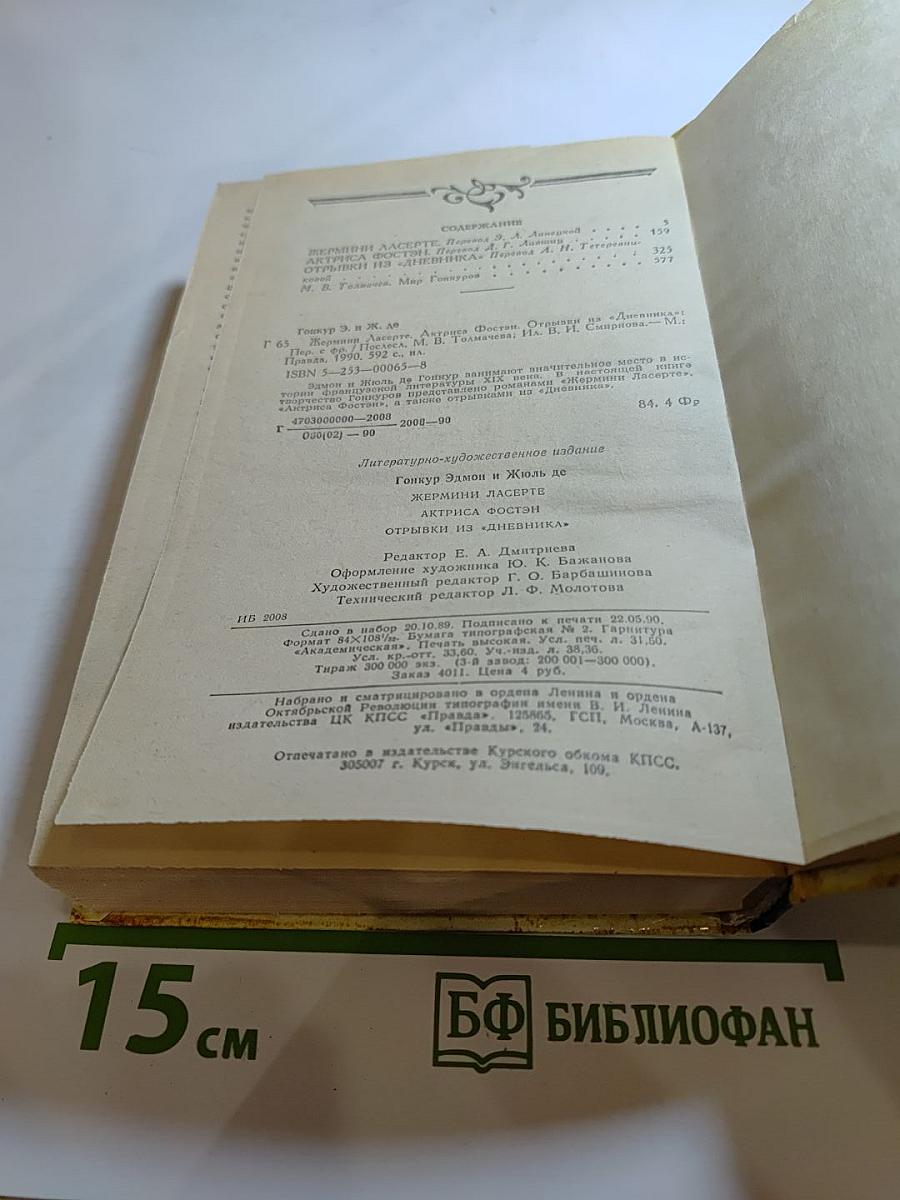 СОДЕРЖАНИЕ
ЖЕРМИНИ ЛАСЕРТЕ. Перевод Э. Л. Линецкой . . . . 5
АКТРИСА ФОСТЭН. Перевод Д. Г. Лившиц . . . . . 159
ОТРЫВКИ ИЗ «ДНЕВНИКА» Перевод А. Н. Тетеревни-
ковой . . . . . . . . . . . . . . . 325
М. В. Толмачев. Мир Гонкуров . . . . . . . . . 577
Гонкур Э. и Ж. де
Г 65 Жермини Ласерте. Актриса Фостэн. Отрывки из «Дневника»:
Пер. с фр. / Послесл. М. В. Толмачева; Ил. В. И. Смирнова.— М.:
Правда, 1990. 592 с., ил.
ISBN 5—253—00065—8
Эдмон и Жюль де Гонкур занимают значительное место в ис-
тории французской литературы XIX века. В настоящей книге
творчество Гонкуров представлено романами «Жермини Ласерте»,
«Актриса Фостэн», а также отрывками из «Дневника».
Г 4703000000—2008 2008—90
080(02) — 90
84. 4 Фр
Литературно-художественное издание
Гонкур Эдмон и Жюль де
ЖЕРМИНИ ЛАСЕРТЕ
АКТРИСА ФОСТЭН
ОТРЫВКИ ИЗ «ДНЕВНИКА»
Редактор Е. А. Дмитриева
Оформление художника Ю. К. Бажанова
Художественный редактор Г. О. Барбашинова
Технический редактор Л. Ф. Молотова
ИБ 2008
Сдано в набор 20.10.89. Подписано к печати 22.05.90.
Формат 84×108¹/₃₂. Бумага типографская № 2. Гарнитура
«Академическая». Печать высокая. Усл. печ. л. 31,60.
Усл. кр.-отт. 33,60. Уч.-изд. л. 38,36.
Тираж 300 000 экз. (3-й завод: 200 001—300 000).
Заказ 4011. Цена 4 руб.
Набрано и сматрицировано в ордена Ленина и ордена
Октябрьской Революции типографии имени В. И. Ленина
издательства ЦК КПСС «Правда». 125865, ГСП, Москва, А-137,
ул. «Правды», 24.
Отпечатано в издательстве Курского обкома КПСС.
305007 г. Курск, ул. Энгельса, 109.
15 см
БФ БИБЛИОФАН